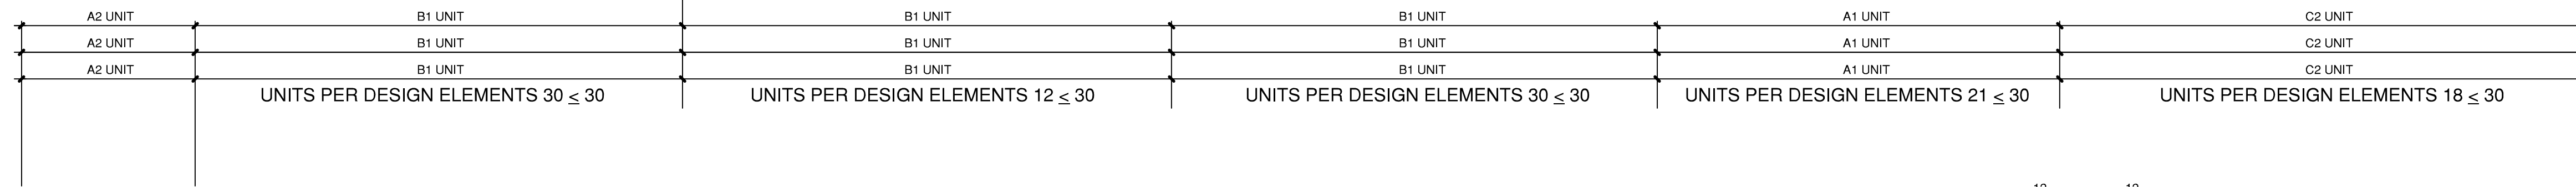 A2 UNIT B1 UNIT B1 UNIT B1 UNIT A1 UNIT C2 UNIT
A2 UNIT B1 UNIT B1 UNIT B1 UNIT A1 UNIT C2 UNIT
A2 UNIT B1 UNIT B1 UNIT B1 UNIT A1 UNIT C2 UNIT
UNITS PER DESIGN ELEMENTS 30 ≤ 30 UNITS PER DESIGN ELEMENTS 12 ≤ 30 UNITS PER DESIGN ELEMENTS 30 ≤ 30 UNITS PER DESIGN ELEMENTS 21 ≤ 30 UNITS PER DESIGN ELEMENTS 18 ≤ 30